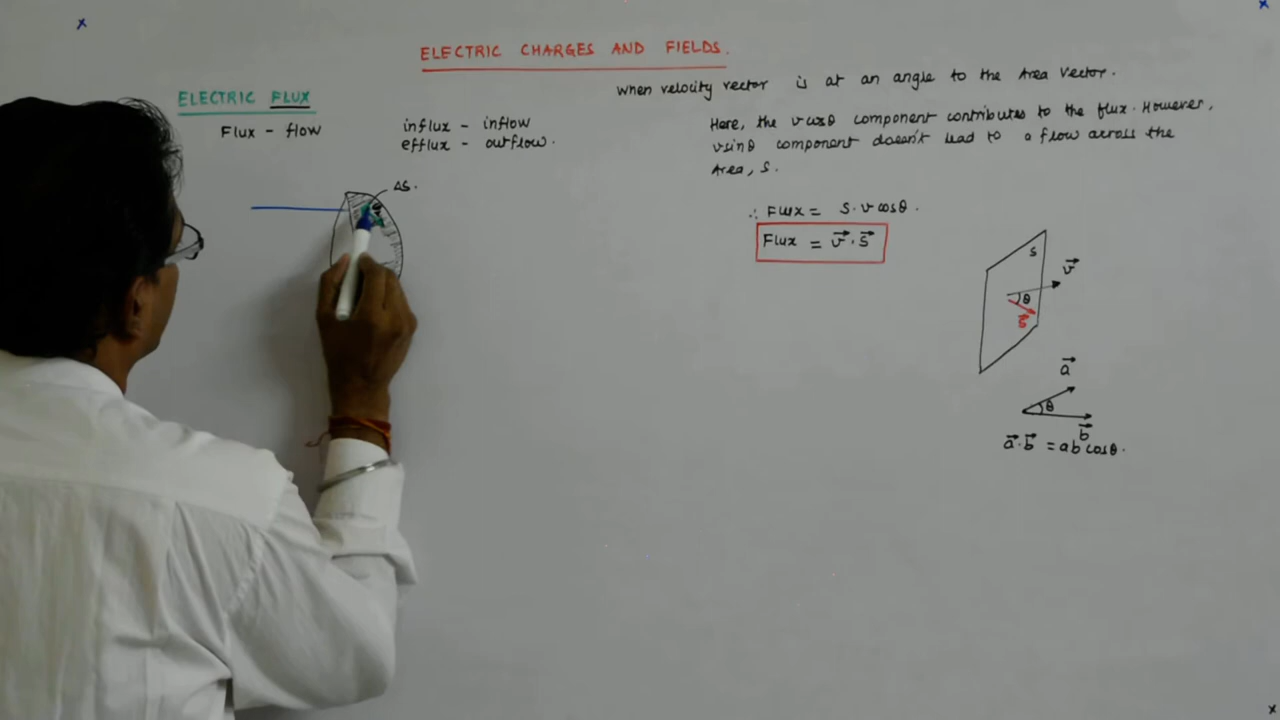 ELECTRIC CHARGES AND FIELDS.
ELECTRIC FLUX
Flux - flow
influx - inflow
efflux - outflow.
ΔS.
When velocity vector is at an angle to the Area Vector.
Here, the v cosθ component contributes to the flux. However,
vsinθ component doesn't lead to a flow across the
Area, S.
∴ Flux = S. v cosθ.
Flux = v⃗ · S⃗
S
v⃗
θ
a⃗
θ
b⃗
a⃗·b⃗ = ab cosθ.